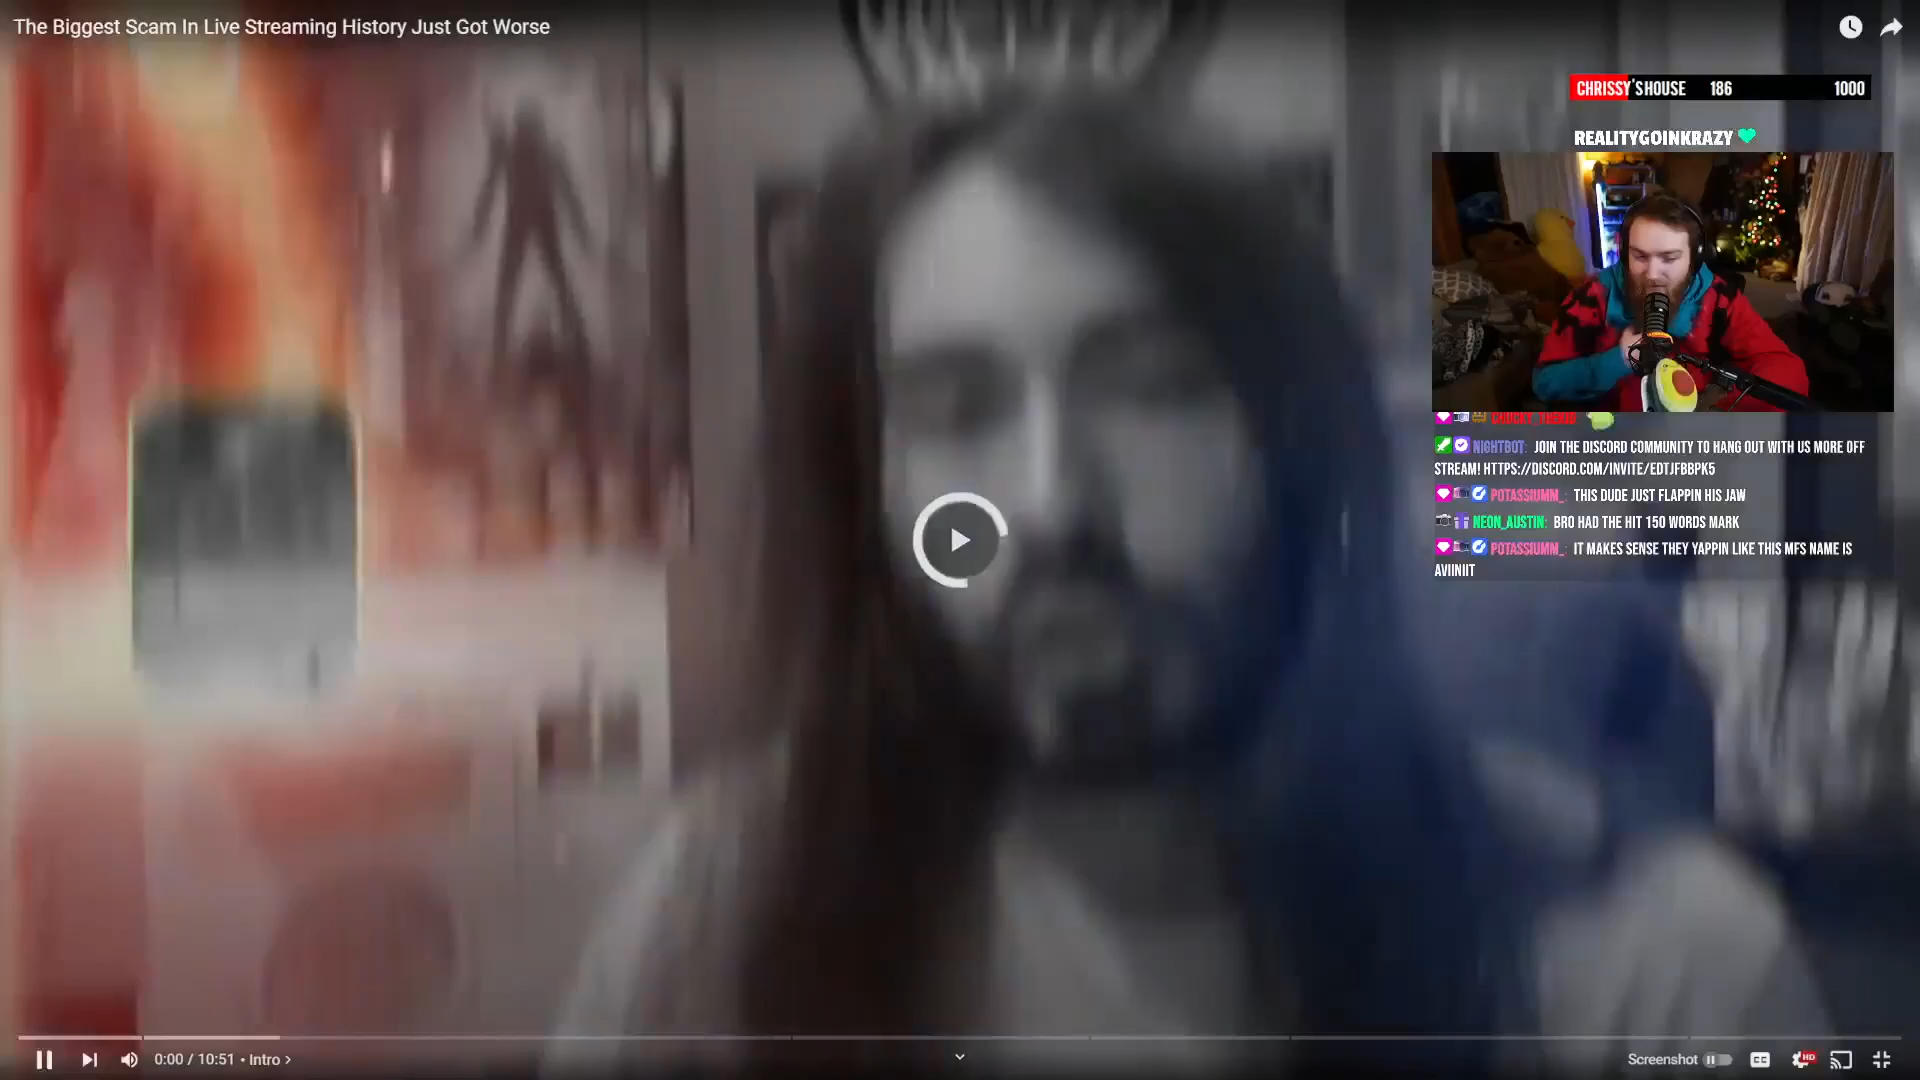 The Biggest Scam In Live Streaming History Just Got Worse
CHRISSY'S HOUSE 186 1000
REALITYGOINKRAZY
NIGHTBOT: JOIN THE DISCORD COMMUNITY TO HANG OUT WITH US MORE OFF
STREAM! HTTPS://DISCORD.COM/INVITE/EDTJFBBPK5
POTASSIUMM_: THIS DUDE JUST FLAPPIN HIS JAW
NEON_AUSTIN: BRO HAD THE HIT 150 WORDS MARK
POTASSIUMM_: IT MAKES SENSE THEY YAPPIN LIKE THIS MFS NAME IS
AVIINIIT
0:00 / 10:51 • Intro
Screenshot
CC
HD